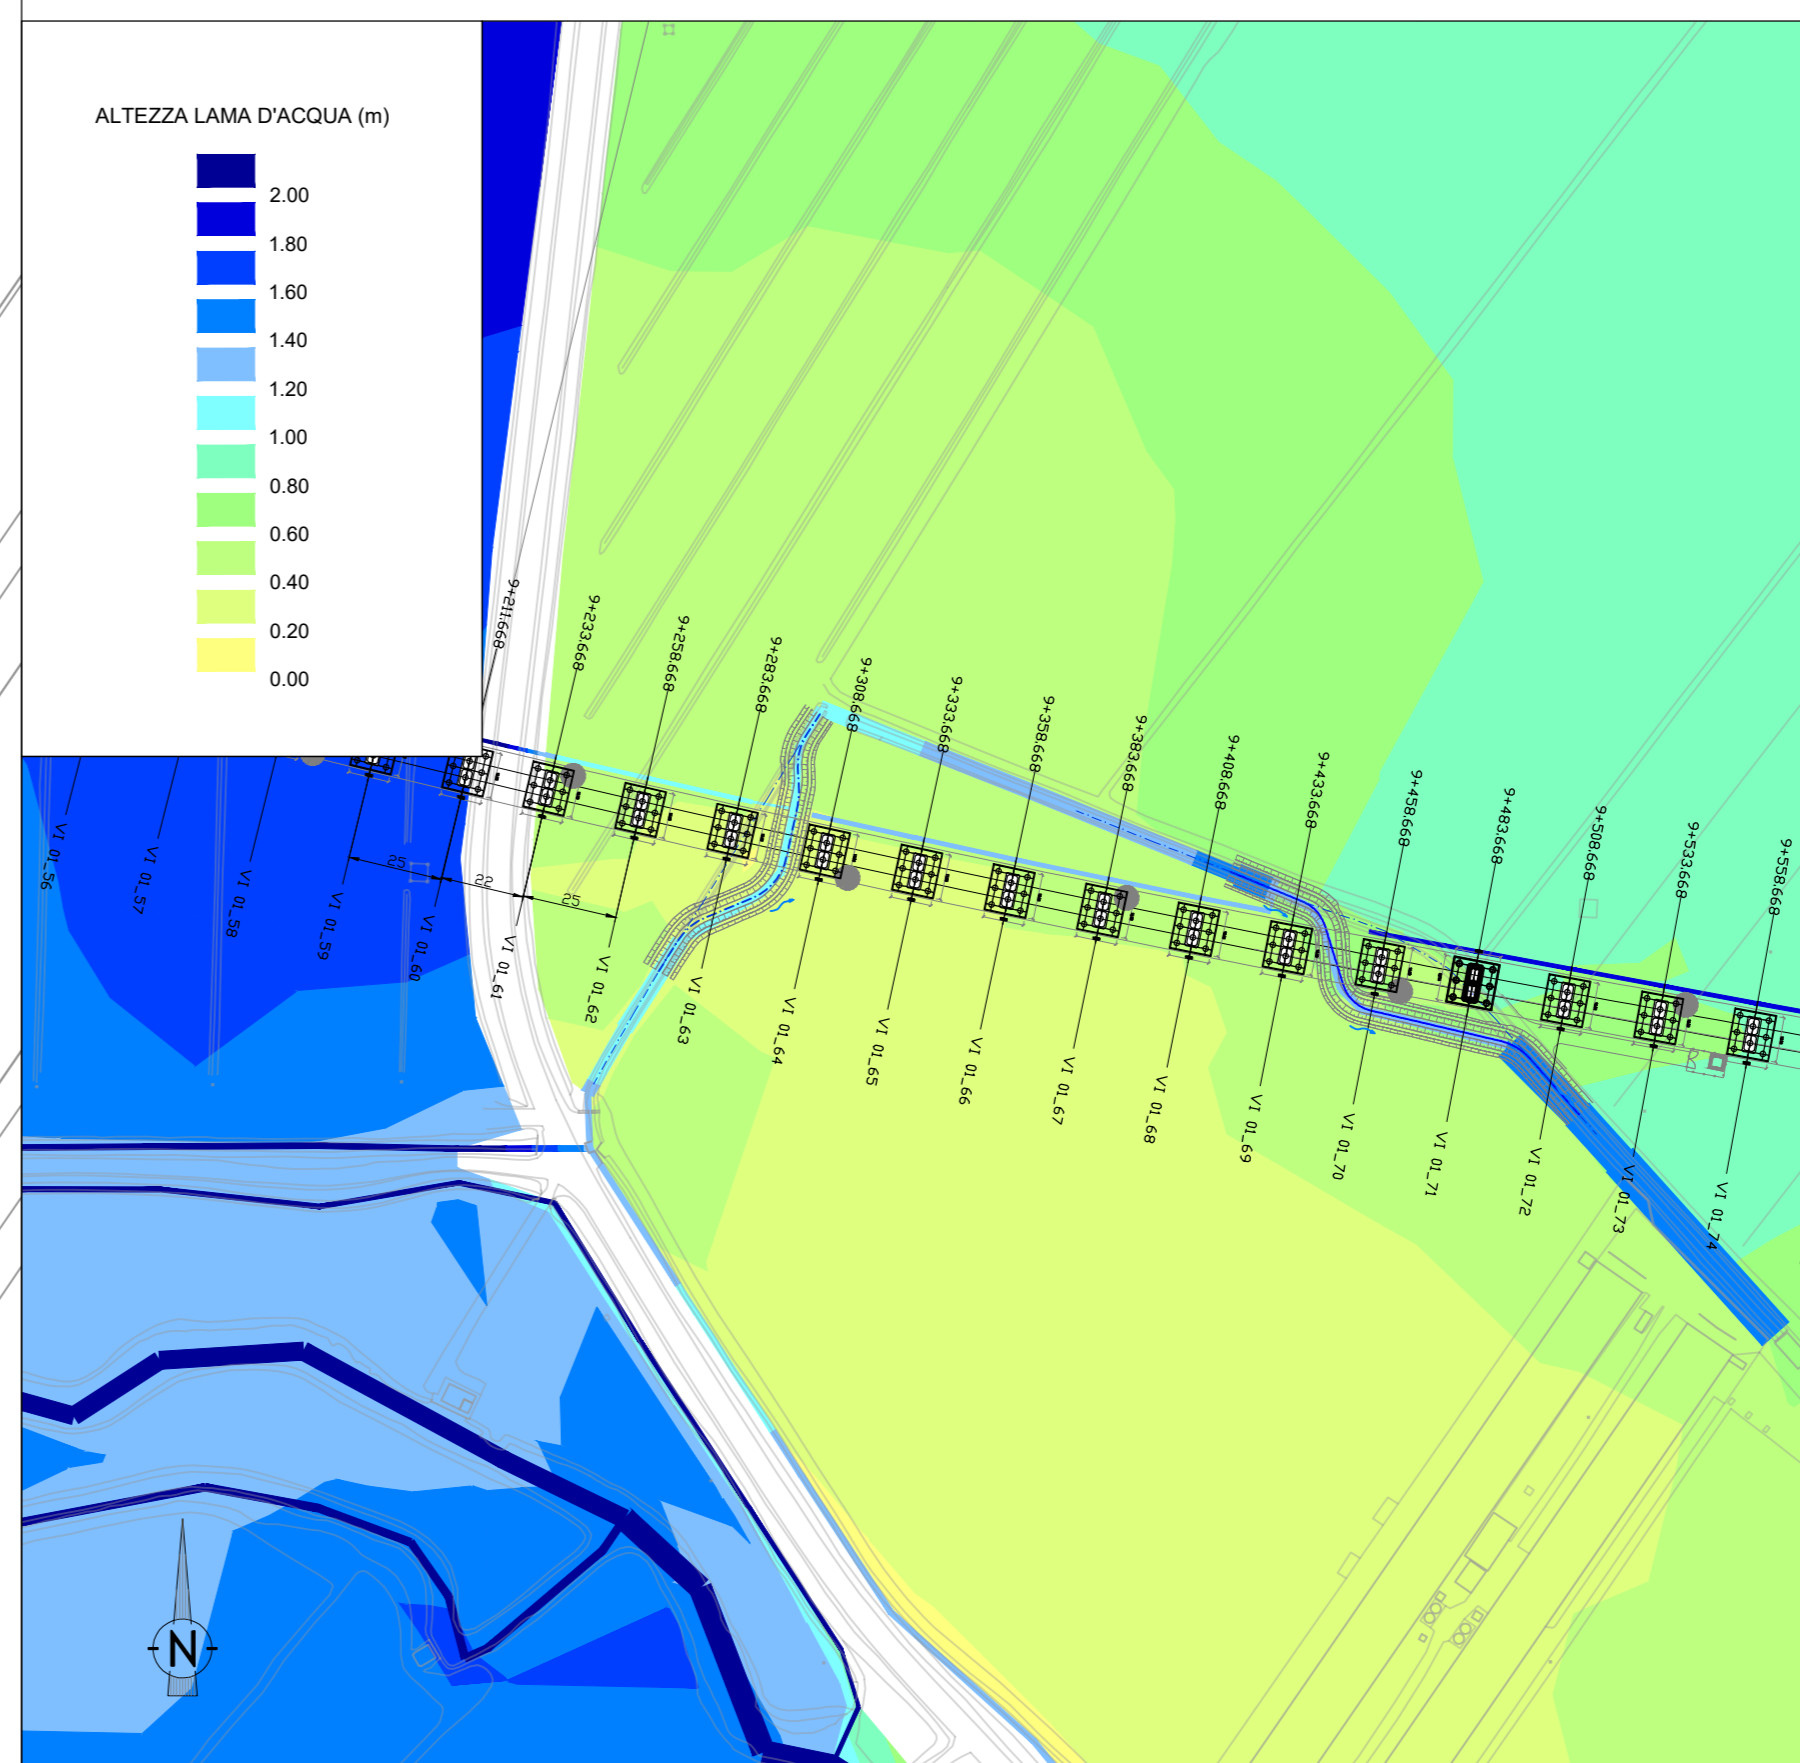 ALTEZZA LAMA D'ACQUA (m)
2.00
1.80
1.60
1.40
1.20
1.00
0.80
0.60
0.40
0.20
0.00
9+211.668
9+233.668
9+258.668
9+283.668
9+308.668
9+333.668
9+358.668
9+383.668
9+408.668
9+433.668
9+458.668
9+483.668
9+508.668
9+533.668
9+558.668
25
22
25
VI 01_56
VI 01_57
VI 01_58
VI 01_59
VI 01_60
VI 01_61
VI 01_62
VI 01_63
VI 01_64
VI 01_65
VI 01_66
VI 01_67
VI 01_68
VI 01_69
VI 01_70
VI 01_71
VI 01_72
VI 01_73
VI 01_74
N